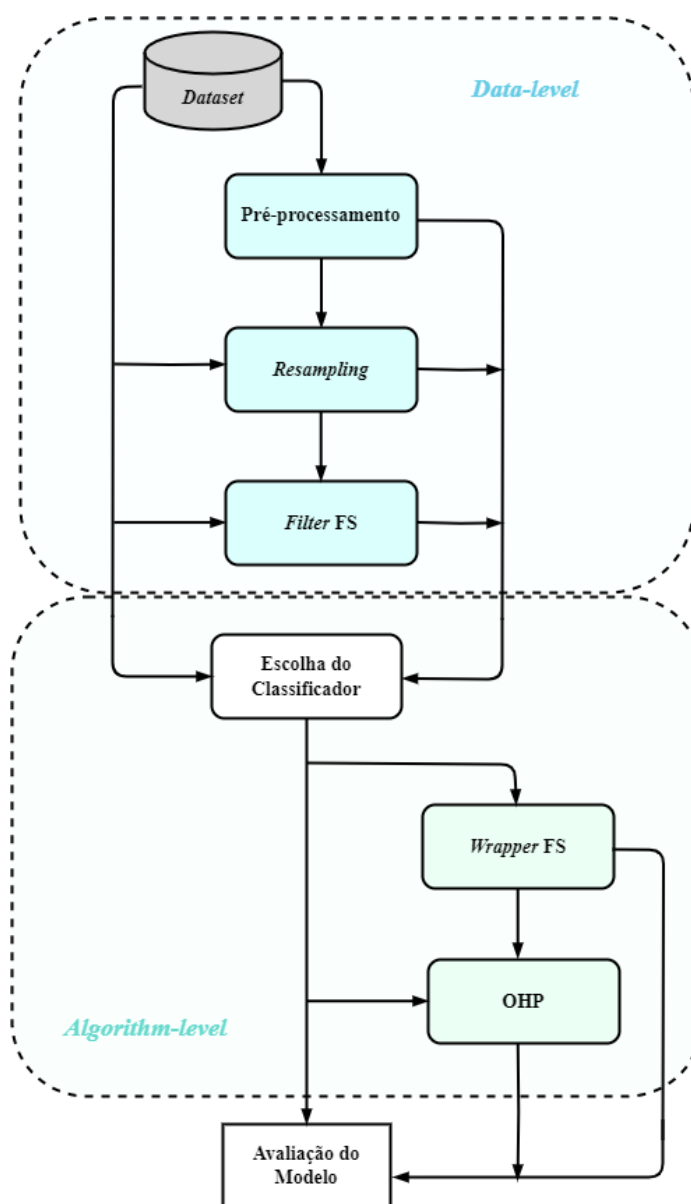 Dataset
Data-level
Pré-processamento
Resampling
Filter FS
Escolha do
Classificador
Wrapper FS
OHP
Algorithm-level
Avaliação do
Modelo